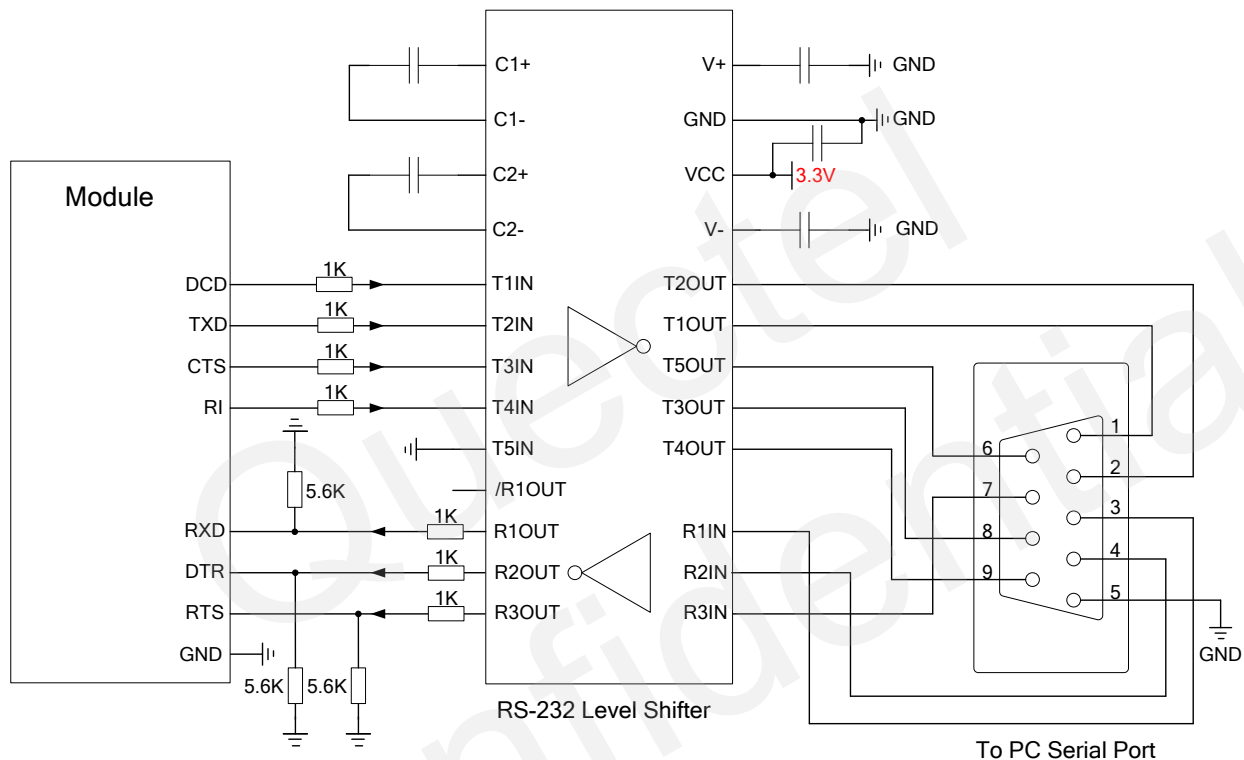 C1+
C1-
C2+
C2-
V+
GND
GND
GND
VCC
3.3V
V-
GND
Module
DCD
1K
T1IN
TXD
1K
T2IN
CTS
1K
T3IN
RI
1K
T4IN
T5IN
/R1OUT
5.6K
RXD
1K
R1OUT
DTR
1K
R2OUT
RTS
1K
R3OUT
GND
5.6K
5.6K
T2OUT
T1OUT
T5OUT
T3OUT
T4OUT
R1IN
R2IN
R3IN
1
6
2
7
3
8
4
9
5
GND
RS-232 Level Shifter
To PC Serial Port
Quectel